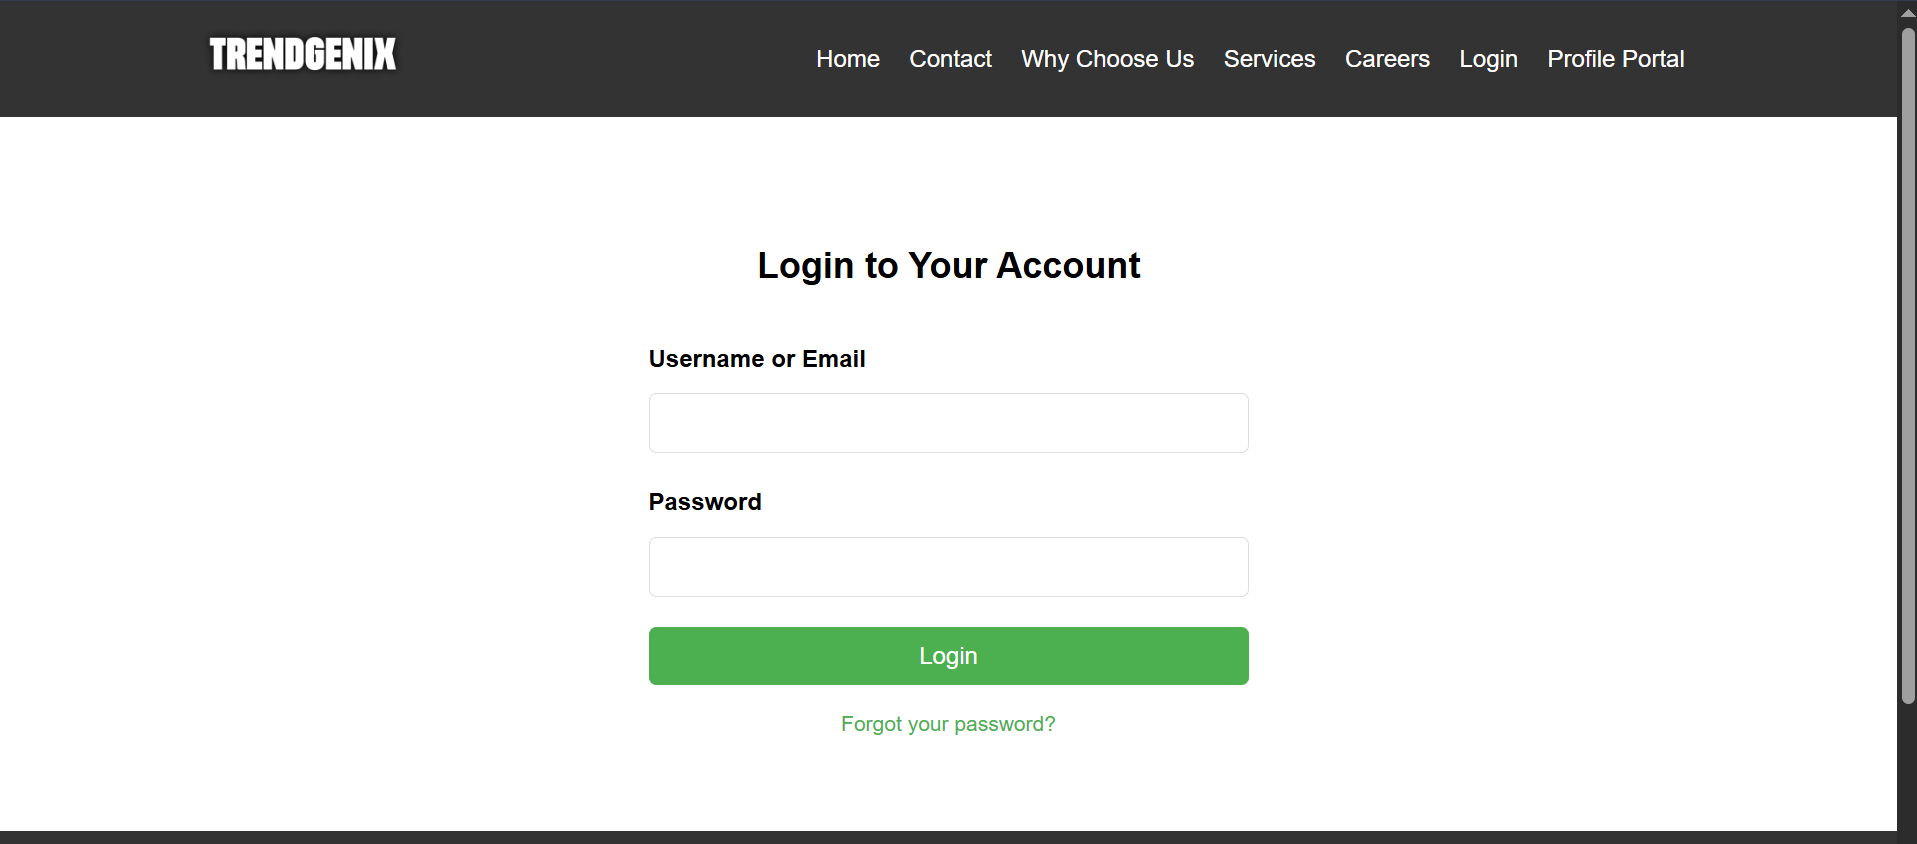 TRENDGENIX
Home Contact Why Choose Us Services Careers Login Profile Portal
Login to Your Account
Username or Email
Password
Login
Forgot your password?